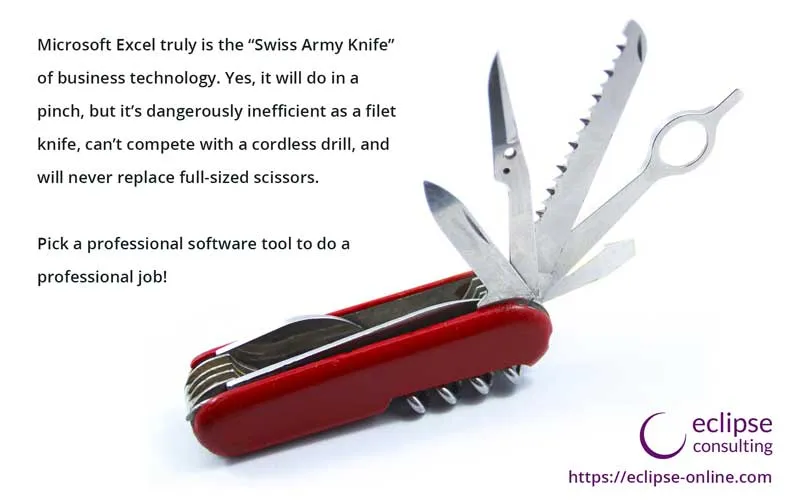 Microsoft Excel truly is the “Swiss Army Knife”
of business technology. Yes, it will do in a
pinch, but it’s dangerously inefficient as a filet
knife, can’t compete with a cordless drill, and
will never replace full-sized scissors.
Pick a professional software tool to do a
professional job!
eclipse
consulting
https://eclipse-online.com